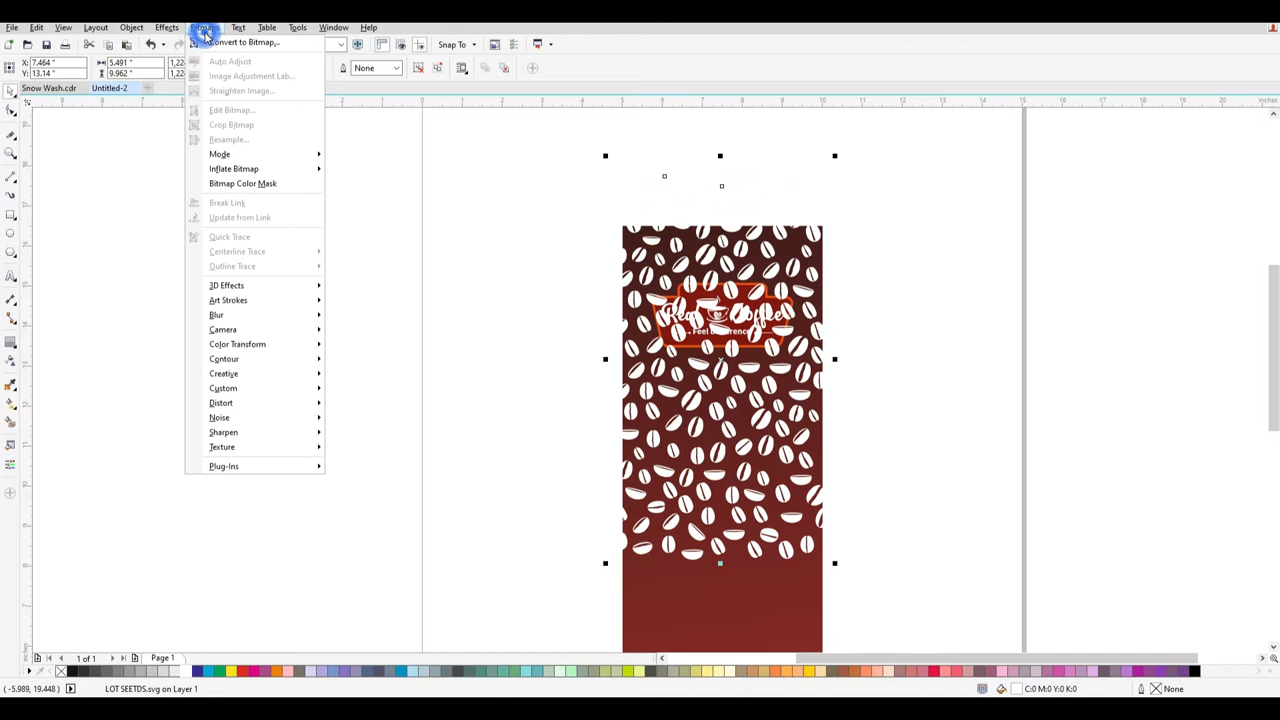 File Edit View Layout Object Effects Bitmaps Text Table Tools Window Help
Convert to Bitmap...
Snap To
X: 7.464 "
Y: 13.14 "
5.491 "
9.962 "
None
Snow Wash.cdr Untitled-2
Auto Adjust
Image Adjustment Lab...
Straighten Image...
Edit Bitmap...
Crop Bitmap
Resample...
Mode
Inflate Bitmap
Bitmap Color Mask
Break Link
Update from Link
Quick Trace
Centerline Trace
Outline Trace
3D Effects
Art Strokes
Blur
Camera
Color Transform
Contour
Creative
Custom
Distort
Noise
Sharpen
Texture
Plug-Ins
Real Coffee
1 of 1 Page 1
(-5.989, 19.448) LOT SEETDS.svg on Layer 1 C:0 M:0 Y:0 K:0 None